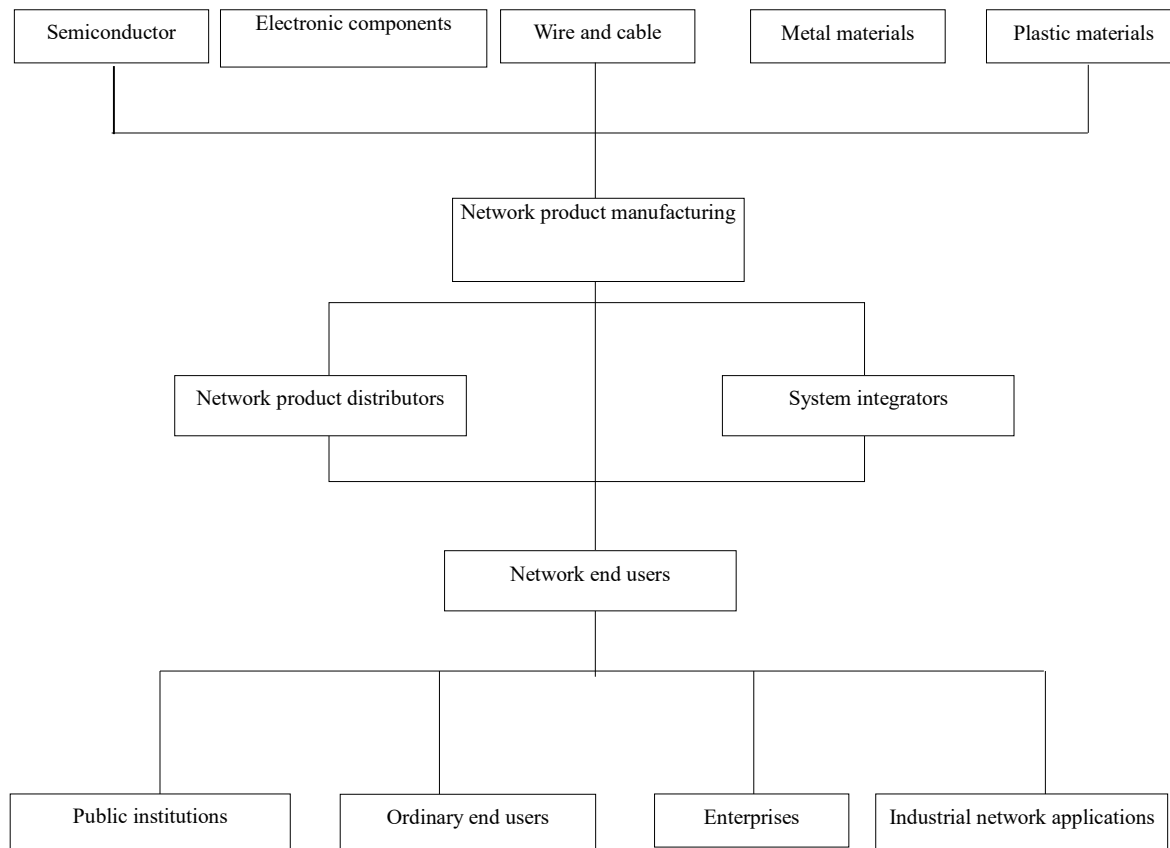 Semiconductor
Electronic components
Wire and cable
Metal materials
Plastic materials
Network product manufacturing
Network product distributors
System integrators
Network end users
Public institutions
Ordinary end users
Enterprises
Industrial network applications